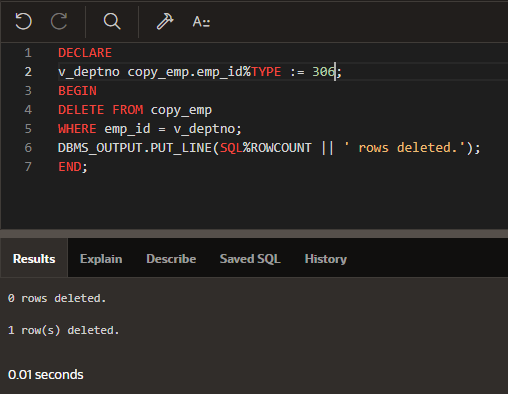 A::
1 DECLARE
2 v_deptno copy_emp.emp_id%TYPE := 306;
3 BEGIN
4 DELETE FROM copy_emp
5 WHERE emp_id = v_deptno;
6 DBMS_OUTPUT.PUT_LINE(SQL%ROWCOUNT || ' rows deleted.');
7 END;
Results Explain Describe Saved SQL History
0 rows deleted.
1 row(s) deleted.
0.01 seconds